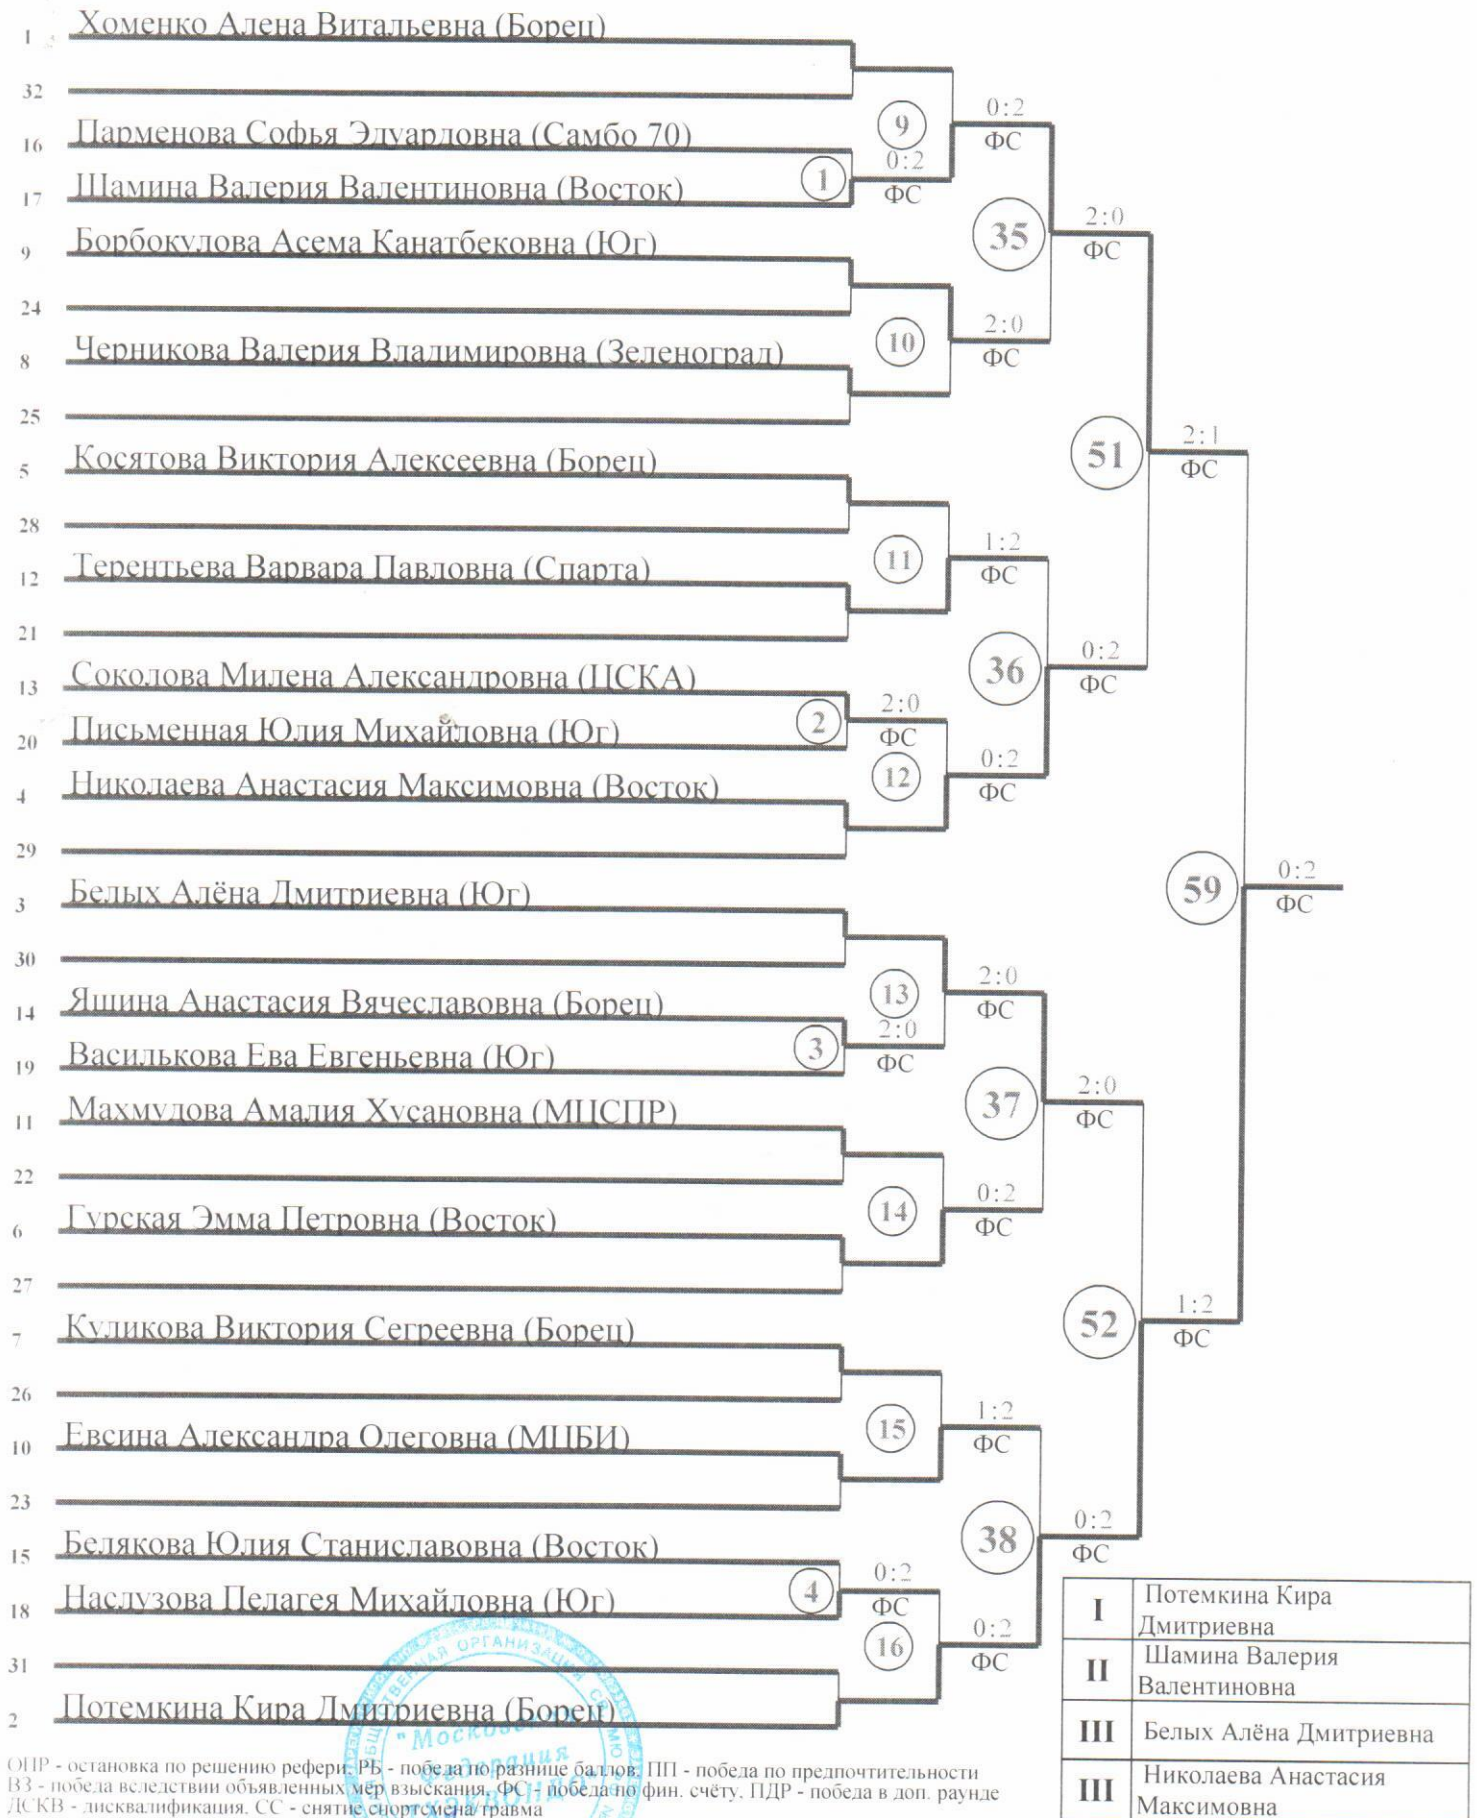 1 Хоменко Алена Витальевна (Борец)
32
16 Парменова Софья Эдуардовна (Самбо 70)
17 Шамина Валерия Валентиновна (Восток)
9 Борбокулова Асема Канатбековна (Юг)
24
8 Черникова Валерия Владимировна (Зеленоград)
25
5 Косятова Виктория Алексеевна (Борец)
28
12 Терентьева Варвара Павловна (Спарта)
21
13 Соколова Милена Александровна (ЦСКА)
20 Письменная Юлия Михайловна (Юг)
4 Николаева Анастасия Максимовна (Восток)
29
3 Белых Алёна Дмитриевна (Юг)
30
14 Яшина Анастасия Вячеславовна (Борец)
19 Василькова Ева Евгеньевна (Юг)
11 Махмудова Амалия Хусановна (МЦСПР)
22
6 Гурская Эмма Петровна (Восток)
27
7 Куликова Виктория Сегреевна (Борец)
26
10 Евсина Александра Олеговна (МЦБИ)
23
15 Белякова Юлия Станиславовна (Восток)
18 Наслузова Пелагея Михайловна (Юг)
31
2 Потемкина Кира Дмитриевна (Борец)
1 0:2 ФС
2 2:0 ФС
3 2:0 ФС
4 0:2 ФС
9 0:2 ФС
10 2:0 ФС
11 1:2 ФС
12 0:2 ФС
13 2:0 ФС
14 0:2 ФС
15 1:2 ФС
16 0:2 ФС
35 2:0 ФС
36 0:2 ФС
37 2:0 ФС
38 0:2 ФС
51 2:1 ФС
52 1:2 ФС
59 0:2 ФС
I Потемкина Кира
Дмитриевна
II Шамина Валерия
Валентиновна
III Белых Алёна Дмитриевна
III Николаева Анастасия
Максимовна
ОПР - остановка по решению рефери. РБ - победа по разнице баллов. ПП - победа по предпочтительности
ВЗ - победа вследствии объявленных мер взыскания. ФС - победа по фин. счёту. ПДР - победа в доп. раунде
ДСКВ - дисквалификация. СС - снятие спортсмена/травма
ОРГАНИЗАЦИЯ
Федерация